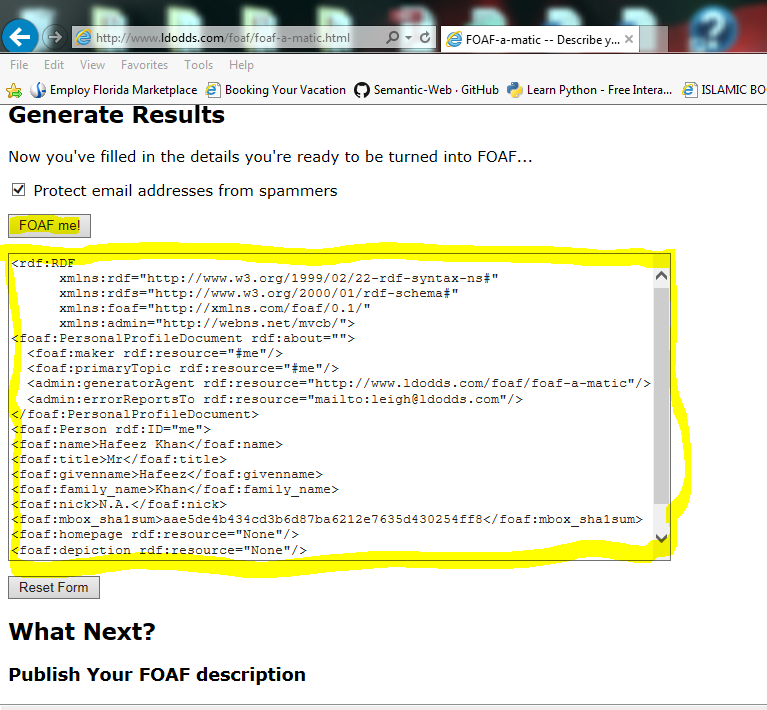 http://www.ldodds.com/foaf/foaf-a-matic.html
FOAF-a-matic -- Describe y...
File Edit View Favorites Tools Help
Employ Florida Marketplace Booking Your Vacation Semantic-Web · GitHub Learn Python - Free Intera... ISLAMIC BO
Generate Results
Now you've filled in the details you're ready to be turned into FOAF...
Protect email addresses from spammers
FOAF me!
<rdf:RDF
xmlns:rdf="http://www.w3.org/1999/02/22-rdf-syntax-ns#"
xmlns:rdfs="http://www.w3.org/2000/01/rdf-schema#"
xmlns:foaf="http://xmlns.com/foaf/0.1/"
xmlns:admin="http://webns.net/mvcb/">
<foaf:PersonalProfileDocument rdf:about="">
<foaf:maker rdf:resource="#me"/>
<foaf:primaryTopic rdf:resource="#me"/>
<admin:generatorAgent rdf:resource="http://www.ldodds.com/foaf/foaf-a-matic"/>
<admin:errorReportsTo rdf:resource="mailto:leigh@ldodds.com"/>
</foaf:PersonalProfileDocument>
<foaf:Person rdf:ID="me">
<foaf:name>Hafeez Khan</foaf:name>
<foaf:title>Mr</foaf:title>
<foaf:givenname>Hafeez</foaf:givenname>
<foaf:family_name>Khan</foaf:family_name>
<foaf:nick>N.A.</foaf:nick>
<foaf:mbox_sha1sum>aae5de4b434cd3b6d87ba6212e7635d430254ff8</foaf:mbox_sha1sum>
<foaf:homepage rdf:resource="None"/>
<foaf:depiction rdf:resource="None"/>
Reset Form
What Next?
Publish Your FOAF description